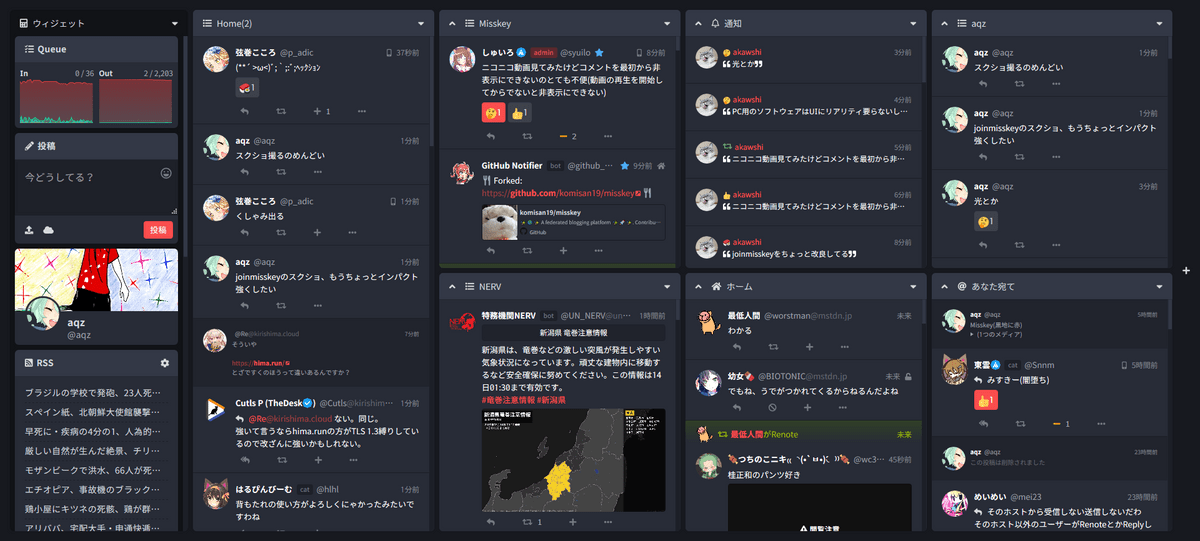 ウィジェット
Queue
In 0 / 36 Out 2 / 2,203
投稿
今どうしてる？
投稿
aqz
@aqz
RSS
ブラジルの学校で発砲、23人死…
スペイン紙、北朝鮮大使館襲撃…
早死に・疾病の4分の1、人為的…
厳しい自然が生んだ絶景、チリ…
モザンビークで洪水、66人が死…
エチオピア、事故機のブラック…
鶏小屋にキツネの死骸、鶏が群…
アリババ、宅配大手・申通快逓…
Home(2)
弦巻こころ @p_adic 37秒前
1
1
aqz @aqz 1分前
スクショ撮るのめんどい
弦巻こころ @p_adic 1分前
くしゃみ出る
aqz @aqz 1分前
joinmisskeyのスクショ、もうちょっとインパクト
強くしたい
@Re@kirishima.cloud 7分前
そういや
https://hima.run/
とどですくのほうって違いあるんですか？
Cutls P (TheDesk) @Cutls@kirishim… 1分前
@Re@kirishima.cloud ない。同じ。
強いて言うならhima.runの方がTLS 1.3縛りしてい
るので改ざんに強いかもしれない。
はるぴんぴーむ cat @hlhl 1分前
背もたれの使い方がよろしくにゃかったみたいで
すわね
Misskey
しゅいろ admin @syuilo 8分前
ニコニコ動画見てみたけどコメントを最初から非
表示にできないのとても不便(動画の再生を開始し
てからでないと非表示にできない)
1 1
2
GitHub Notifier bot @github_… 9分前
Forked:
https://github.com/komisan19/misskey
komisan19/misskey
A federated blogging platform
GitHub
NERV
特務機関NERV bot @UN_NERV@un… 1時間前
新潟県 竜巻注意情報
新潟県は、竜巻などの激しい突風が発生しやすい
気象状況になっています。頑丈な建物内に移動す
るなど安全確保に努めてください。この情報は14
日01:30まで有効です。
#竜巻注意情報 #新潟県
新潟県竜巻注意情報
1
通知
akawshi 3分前
光とか
akawshi 4分前
PC用のソフトウェアはUIにリアリティ要らないし…
akawshi 5分前
ニコニコ動画見てみたけどコメントを最初から非…
akawshi 6分前
ニコニコ動画見てみたけどコメントを最初から非…
akawshi 8分前
joinmisskeyをちょっと改良してる
ホーム
最低人間 @worstman@mstdn.jp 未来
わかる
幼女 @BIOTONIC@mstdn.jp 未来
でもね、うでがつかれてくるからねるんだよね
最低人間がRenote 未来
つちのこニキ @wc3… 45秒前
桂正和のパンツ好き
閲覧注意
aqz
aqz @aqz 1分前
スクショ撮るのめんどい
aqz @aqz 1分前
joinmisskeyのスクショ、もうちょっとインパクト
強くしたい
aqz @aqz 3分前
光とか
1
あなた宛て
aqz @aqz 5時間前
Misskey(黒地に赤)
(1つのメディア)
東雲 cat @Snnm 5時間前
みすきー(闇堕ち)
1
1
aqz @aqz 23時間前
この投稿は削除されました
めいめい @mei23 23時間前
そのホストから受信しない送信しないだわ
そのホスト以外のユーザーがRenoteとかReplyし